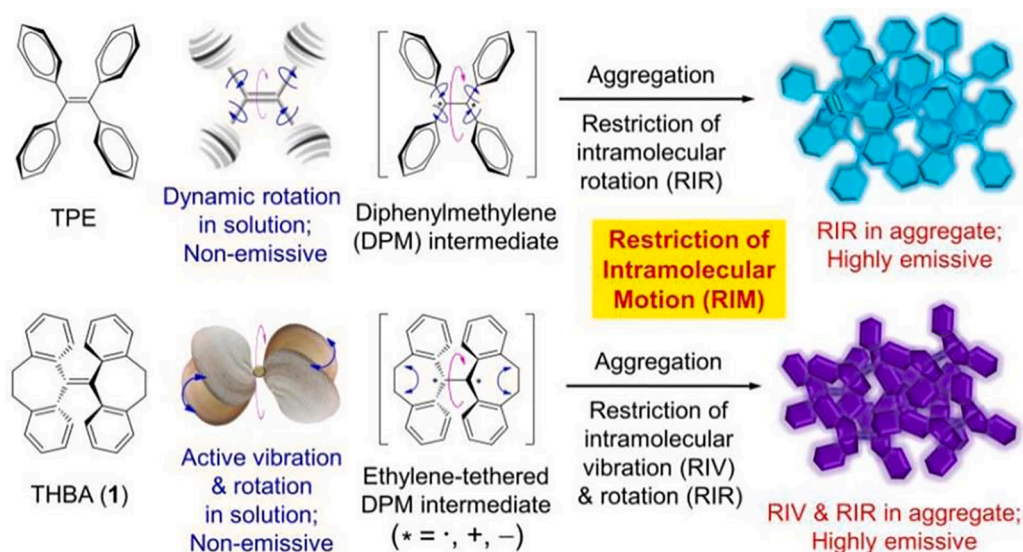 TPE
Dynamic rotation
in solution;
Non-emissive
Diphenylmethylene
(DPM) intermediate
Aggregation
Restriction of
intramolecular
rotation (RIR)
RIR in aggregate;
Highly emissive
Restriction of
Intramolecular
Motion (RIM)
THBA (1)
Active vibration
& rotation
in solution;
Non-emissive
* *
Ethylene-tethered
DPM intermediate
(* = ·, +, −)
Aggregation
Restriction of
intramolecular
vibration (RIV)
& rotation (RIR)
RIV & RIR in aggregate;
Highly emissive